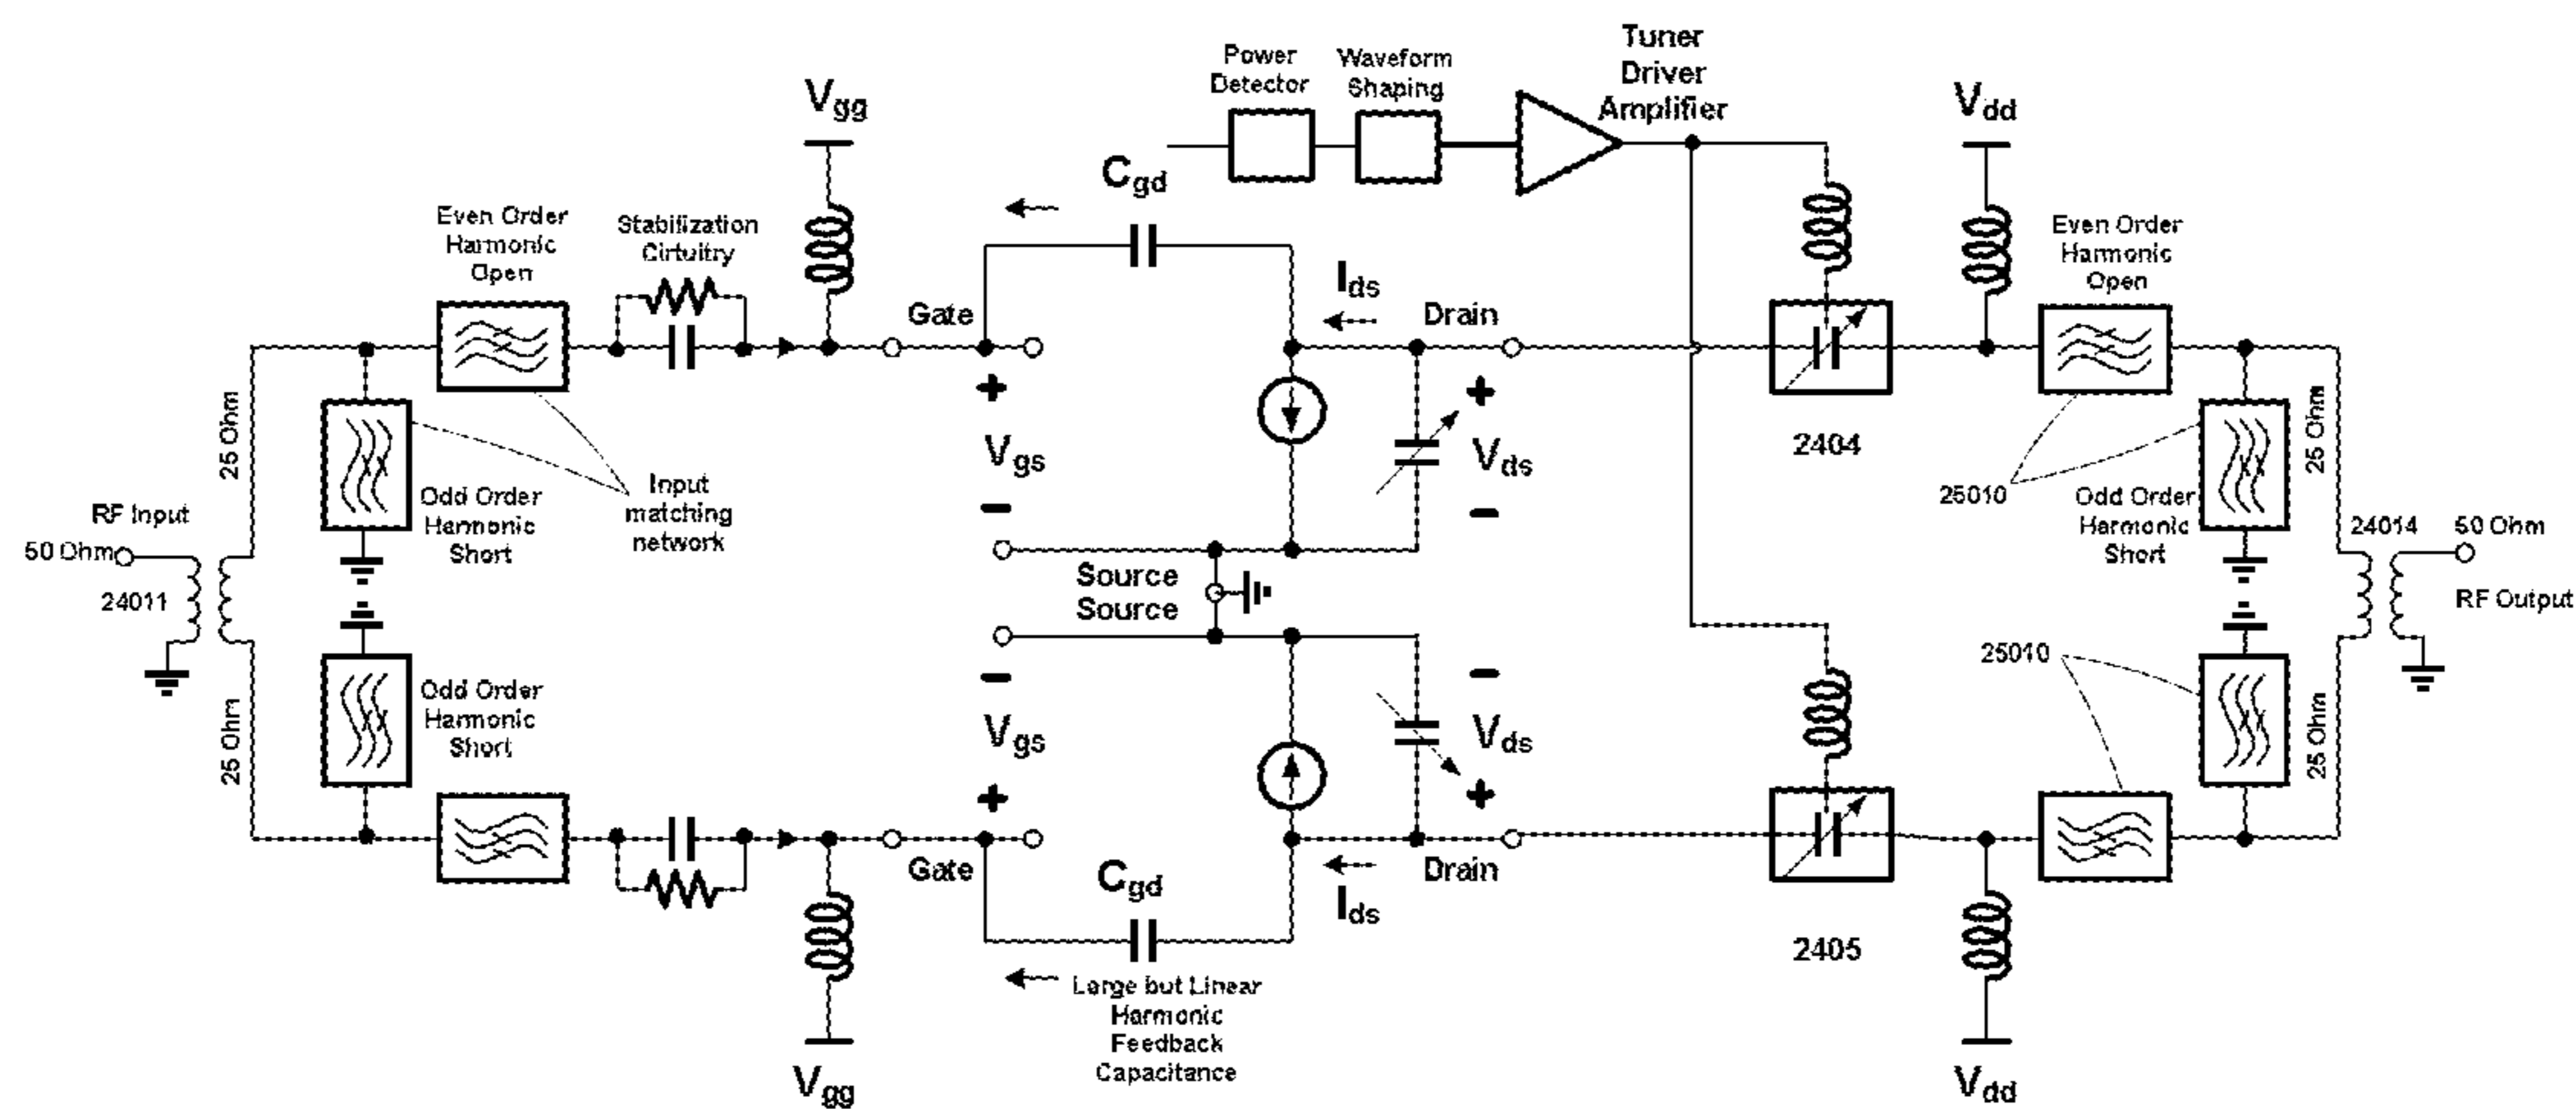 Power
Detector
Waveform
Shaping
Tuner
Driver
Amplifier
Vgg
Vdd
Cgd
Even Order
Harmonic
Open
Stabilization
Cirtuitry
Even Order
Harmonic
Open
Ids
Gate
Drain
+
+
25 Ohm
25 Ohm
Vgs
Vds
2404
25010
Odd Order
Harmonic
Short
Input
matching
network
Odd Order
Harmonic
Short
-
-
RF Input
50 Ohm
24011
24014
50 Ohm
RF Output
Source
Source
25010
-
-
Odd Order
Harmonic
Short
25 Ohm
25 Ohm
Vgs
Vds
+
+
Gate
Drain
Cgd
Ids
2405
Large but Linear
Harmonic
Feedback
Capacitance
Vgg
Vdd